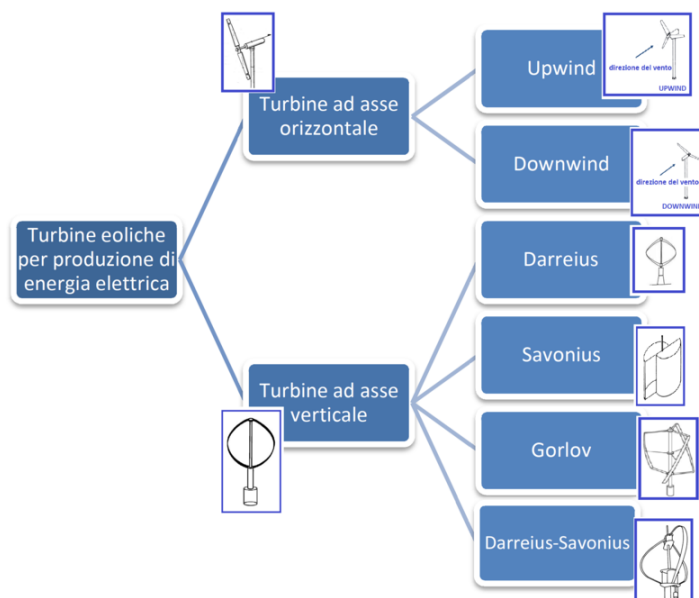 Turbine eoliche
per produzione di
energia elettrica
Turbine ad asse
orizzontale
Upwind
direzione del vento
UPWIND
Downwind
direzione del vento
DOWNWIND
Turbine ad asse
verticale
Darreius
Savonius
Gorlov
Darreius-Savonius